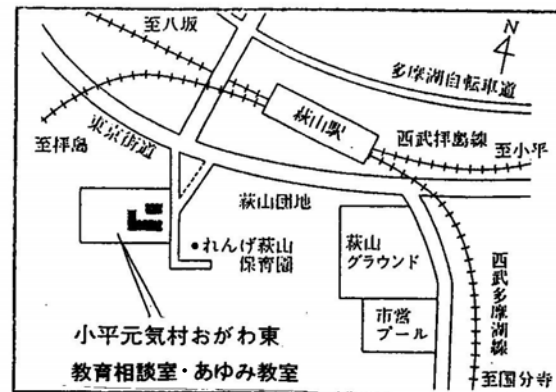 至八坂
N
多摩湖自転車道
萩山駅
東京街道
至拝島
西武拝島線
至小平
萩山団地
•れんげ萩山
保育園
萩山
グラウンド
市営
プール
西武多摩湖線
至国分寺
小平元気村おがわ東
教育相談室・あゆみ教室